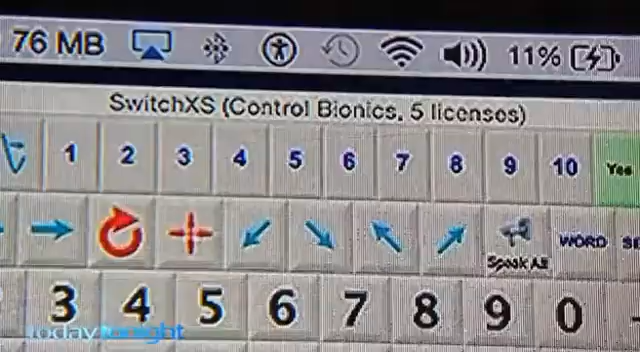 76 MB 11%
SwitchXS (Control Bionics, 5 licenses)
1 2 3 4 5 6 7 8 9 10 Yes
Speak All WORD SE
3 4 5 6 7 8 9 0 -
today tonight